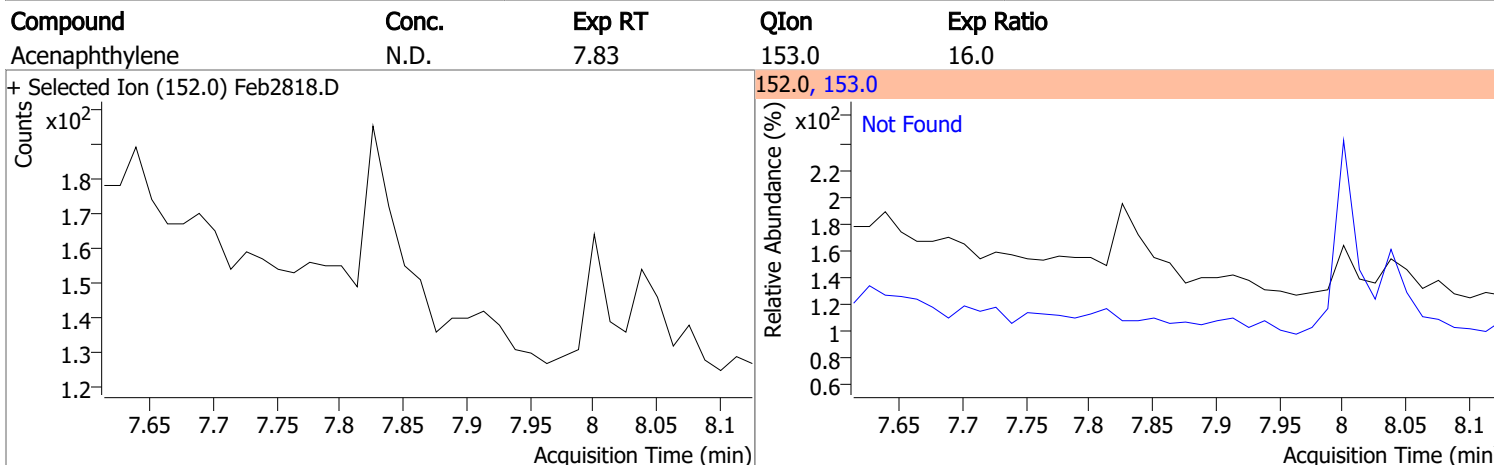 Compound Conc. Exp RT QIon Exp Ratio
Acenaphthylene N.D. 7.83 153.0 16.0
+ Selected Ion (152.0) Feb2818.D
Counts
x10²
1.8
1.7
1.6
1.5
1.4
1.3
1.2
7.65 7.7 7.75 7.8 7.85 7.9 7.95 8 8.05 8.1
Acquisition Time (min)
152.0, 153.0
Relative Abundance (%)
x10²
Not Found
2.2
2
1.8
1.6
1.4
1.2
1
0.8
0.6
7.65 7.7 7.75 7.8 7.85 7.9 7.95 8 8.05 8.1
Acquisition Time (min